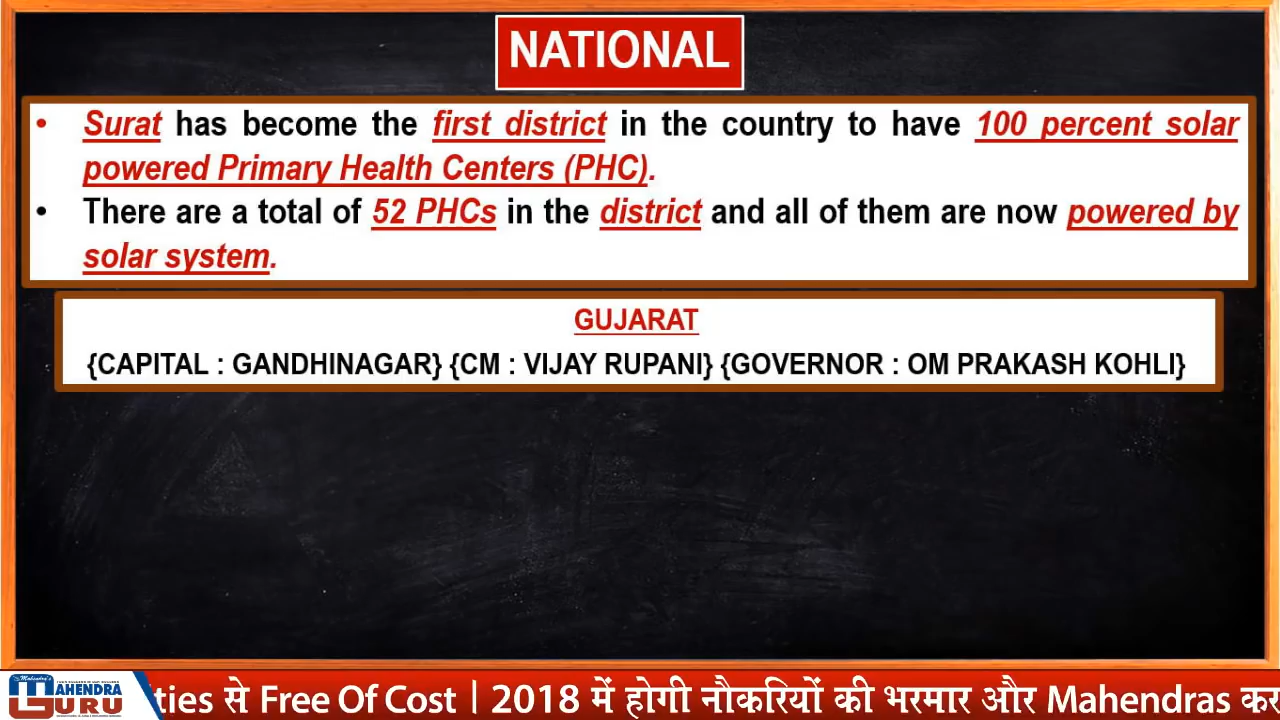 NATIONAL
• Surat has become the first district in the country to have 100 percent solar
powered Primary Health Centers (PHC).
• There are a total of 52 PHCs in the district and all of them are now powered by
solar system.
GUJARAT
{CAPITAL : GANDHINAGAR} {CM : VIJAY RUPANI} {GOVERNOR : OM PRAKASH KOHLI}
Mahendra's
MAHENDRA
GURU
ities से Free Of Cost | 2018 में होगी नौकरियों की भरमार और Mahendras कर